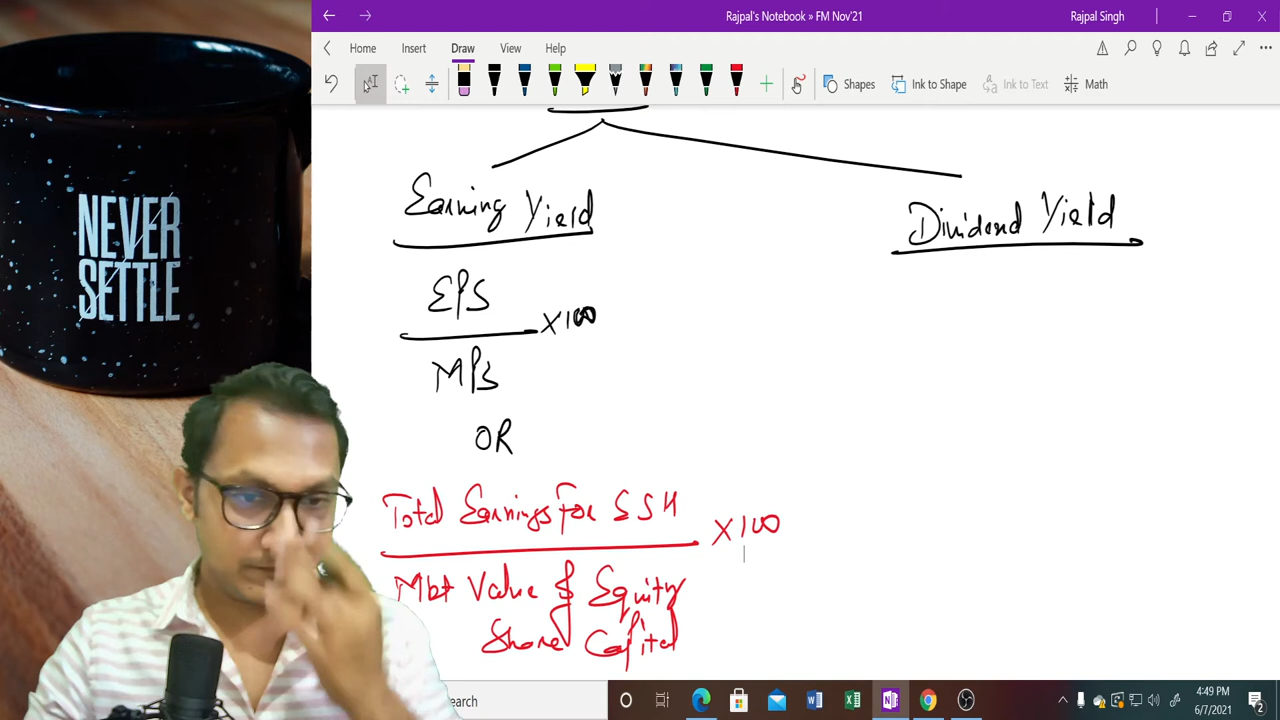 Rajpal's Notebook » FM Nov'21
Rajpal Singh
Home Insert Draw View Help
Shapes Ink to Shape Ink to Text Math
Earning Yield
Dividend Yield
EPS
X100
MPS
OR
Total Earnings For ESH
X100
Mkt Value of Equity
Share Capital
NEVER
SETTLE
search
4:49 PM
6/7/2021
2